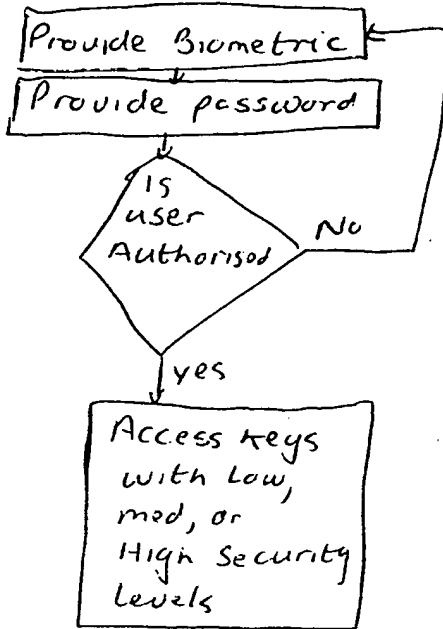 Provide Biometric
Provide password
Is
user
Authorised
No
yes
Access keys
with Low,
med, or
High Security
Levels